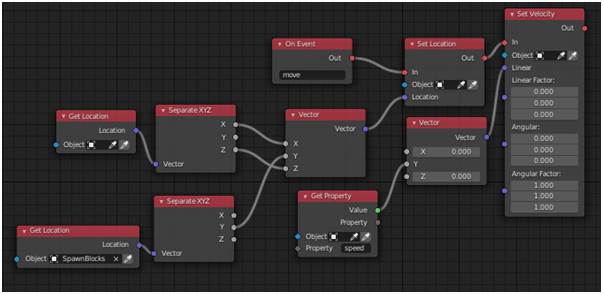 On Event
Out
move
Set Location
Out
In
Object
Location
Set Velocity
Out
In
Object
Linear
Linear Factor:
0.000
0.000
0.000
Angular:
0.000
0.000
0.000
Angular Factor:
1.000
1.000
1.000
Get Location
Location
Object
Separate XYZ
X
Y
Z
Vector
Vector
Vector
X
Y
Z
Vector
Vector
X 0.000
Y
Z 0.000
Separate XYZ
X
Y
Z
Vector
Get Property
Value
Property
Object
Property speed
Get Location
Location
Object SpawnBlocks